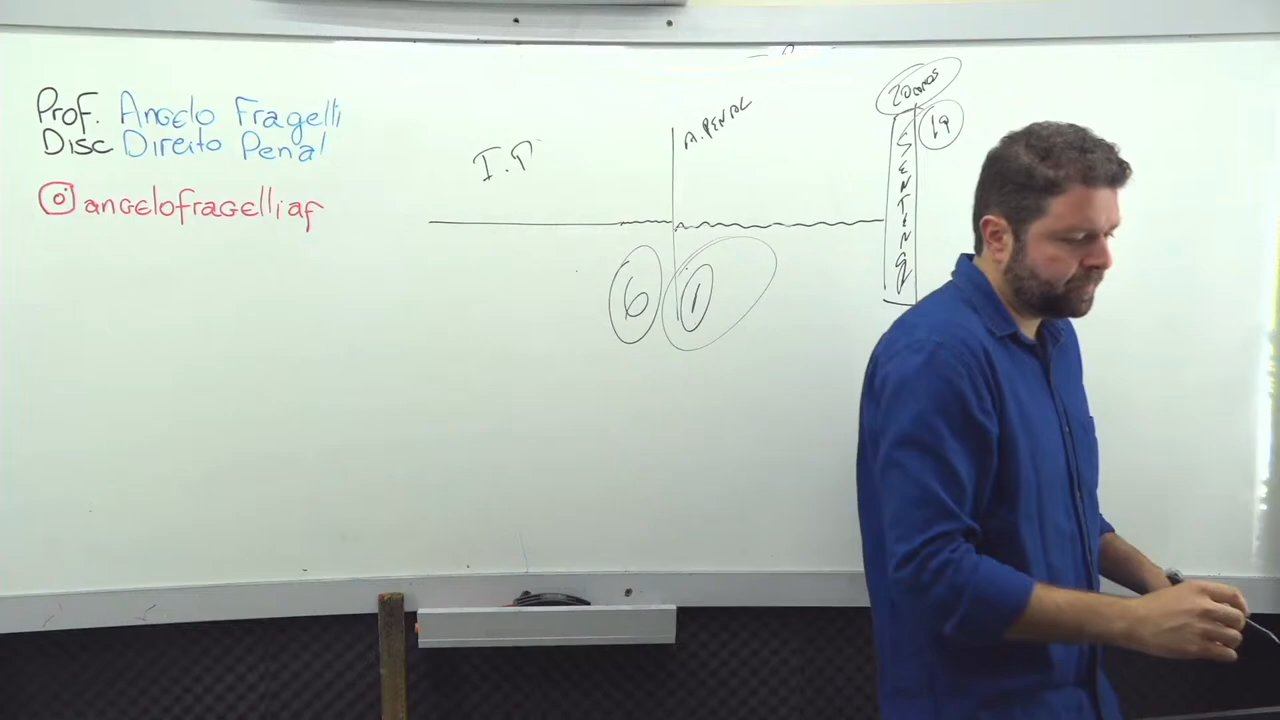 Prof. Angelo Fragelli
Disc Direito Penal
angelofragelliaf
I.P
A. PENAL
20 anos
19
SENTENÇA
6
1